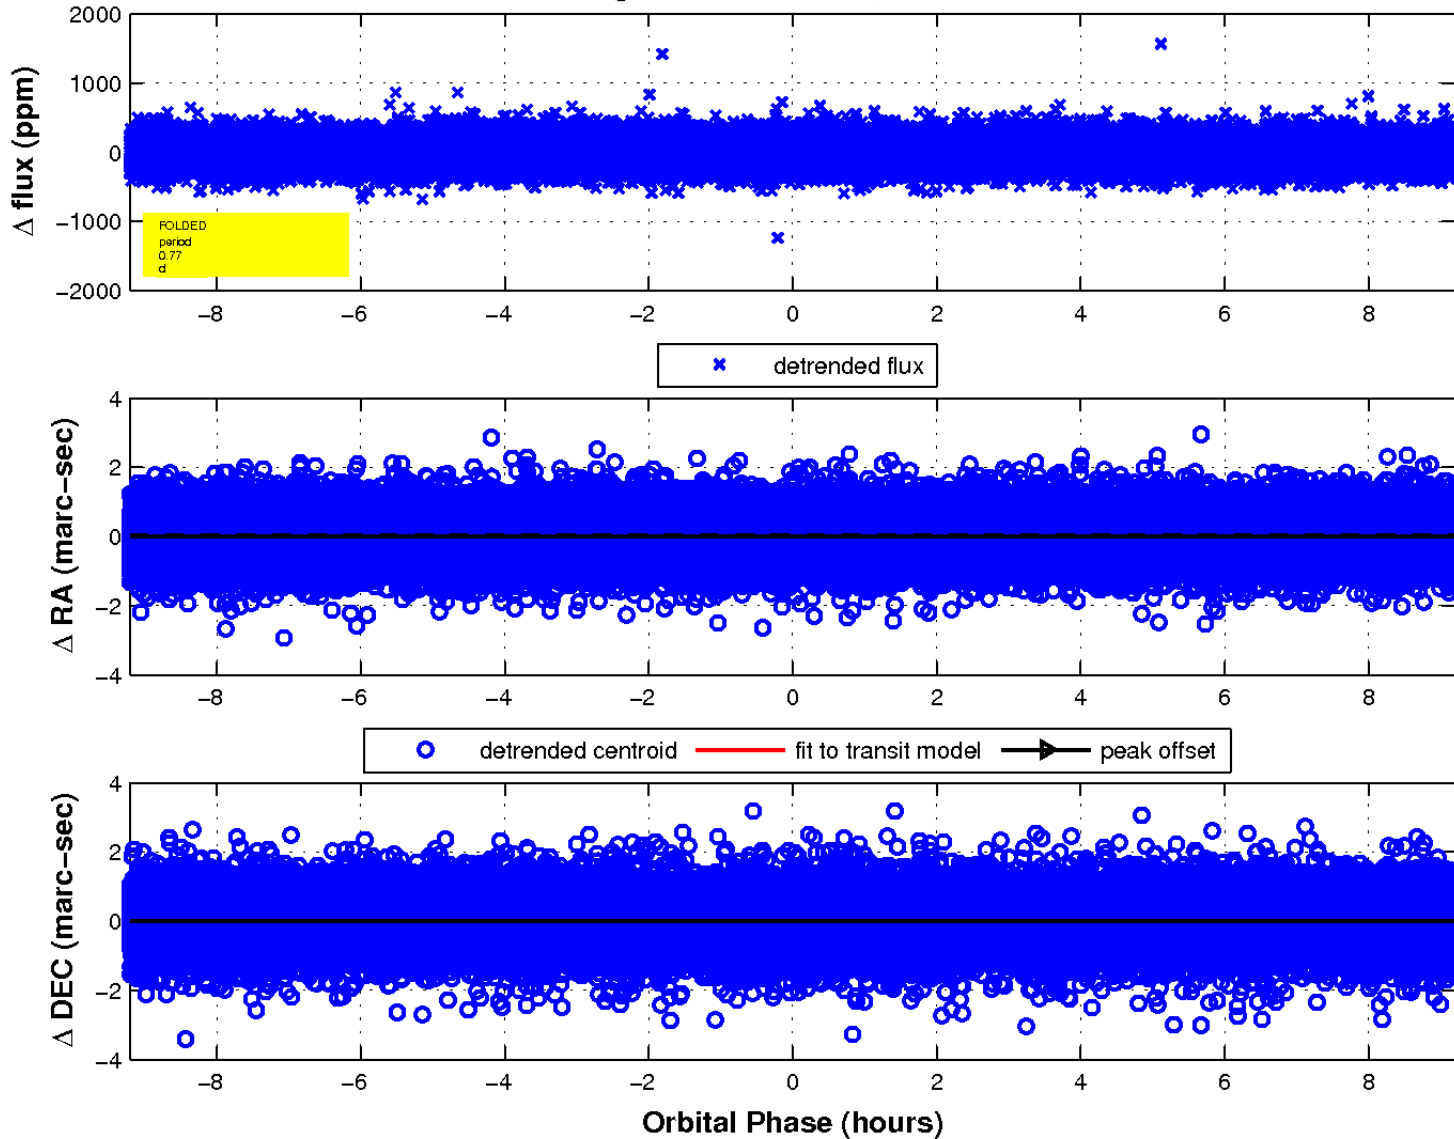 2000
1000
0
−1000
−2000
Δ flux (ppm)
FOLDED
period
0.77
d
−8 −6 −4 −2 0 2 4 6 8
detrended flux
4
2
0
−2
−4
Δ RA (marc−sec)
−8 −6 −4 −2 0 2 4 6 8
detrended centroid fit to transit model peak offset
4
2
0
−2
−4
Δ DEC (marc−sec)
−8 −6 −4 −2 0 2 4 6 8
Orbital Phase (hours)